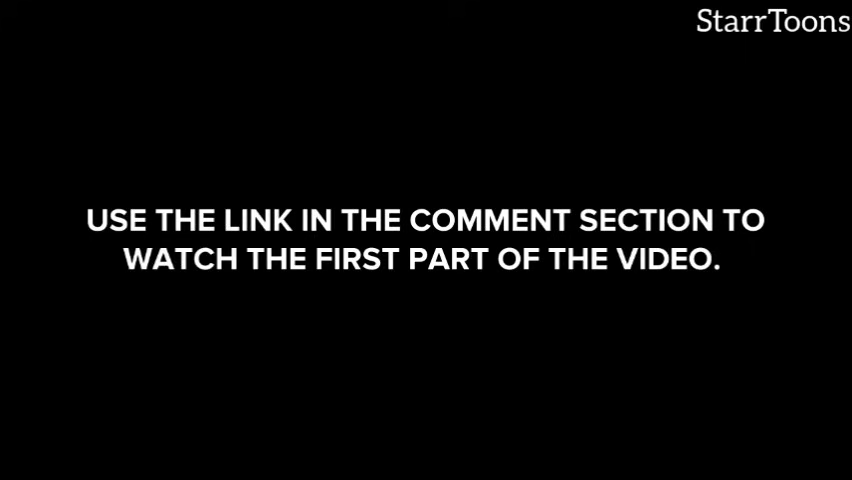 StarrToons
USE THE LINK IN THE COMMENT SECTION TO
WATCH THE FIRST PART OF THE VIDEO.